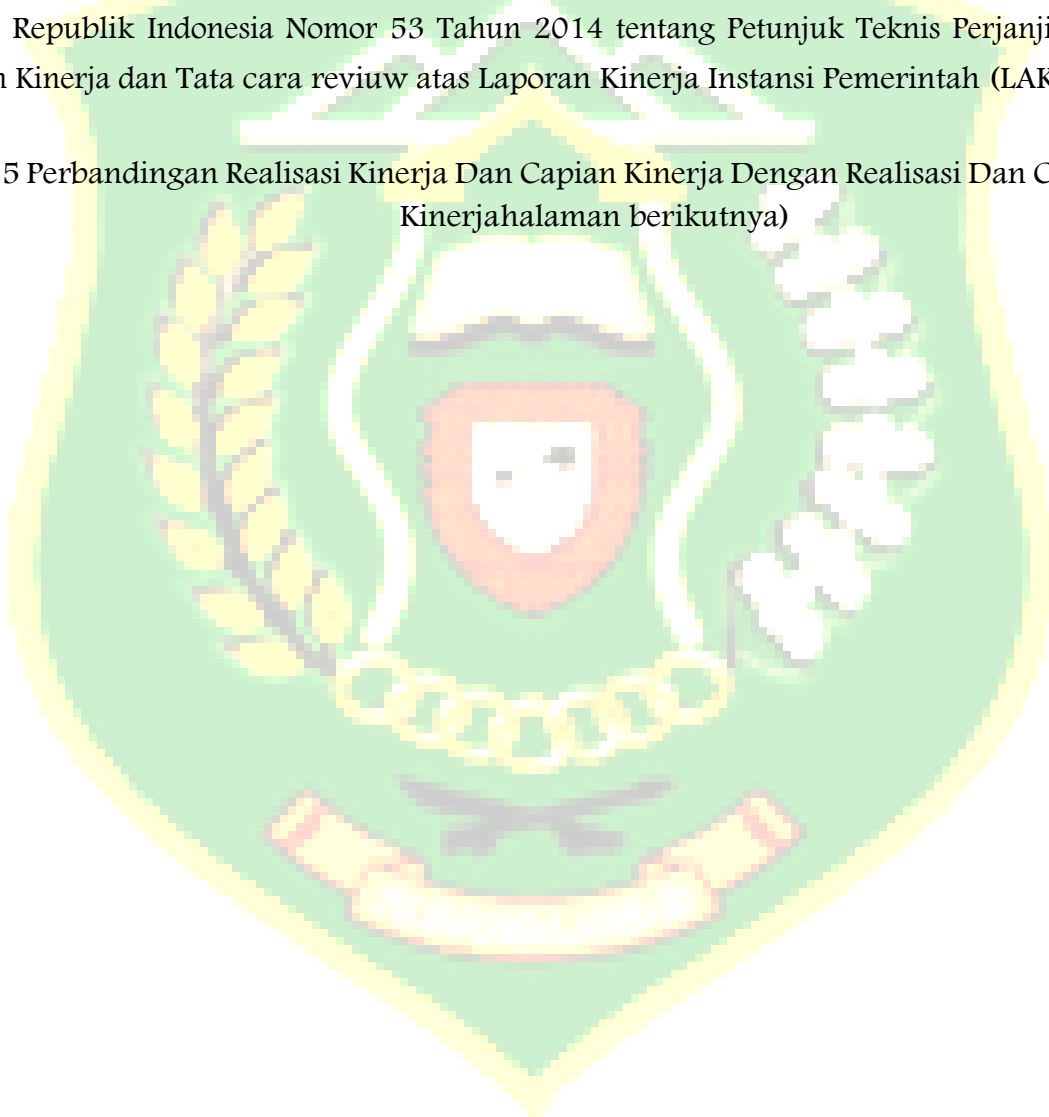 Republik Indonesia Nomor 53 Tahun 2014 tentang Petunjuk Teknis Perjanji
n Kinerja dan Tata cara reviuw atas Laporan Kinerja Instansi Pemerintah (LAK
5 Perbandingan Realisasi Kinerja Dan Capian Kinerja Dengan Realisasi Dan C
Kinerjahalaman berikutnya)